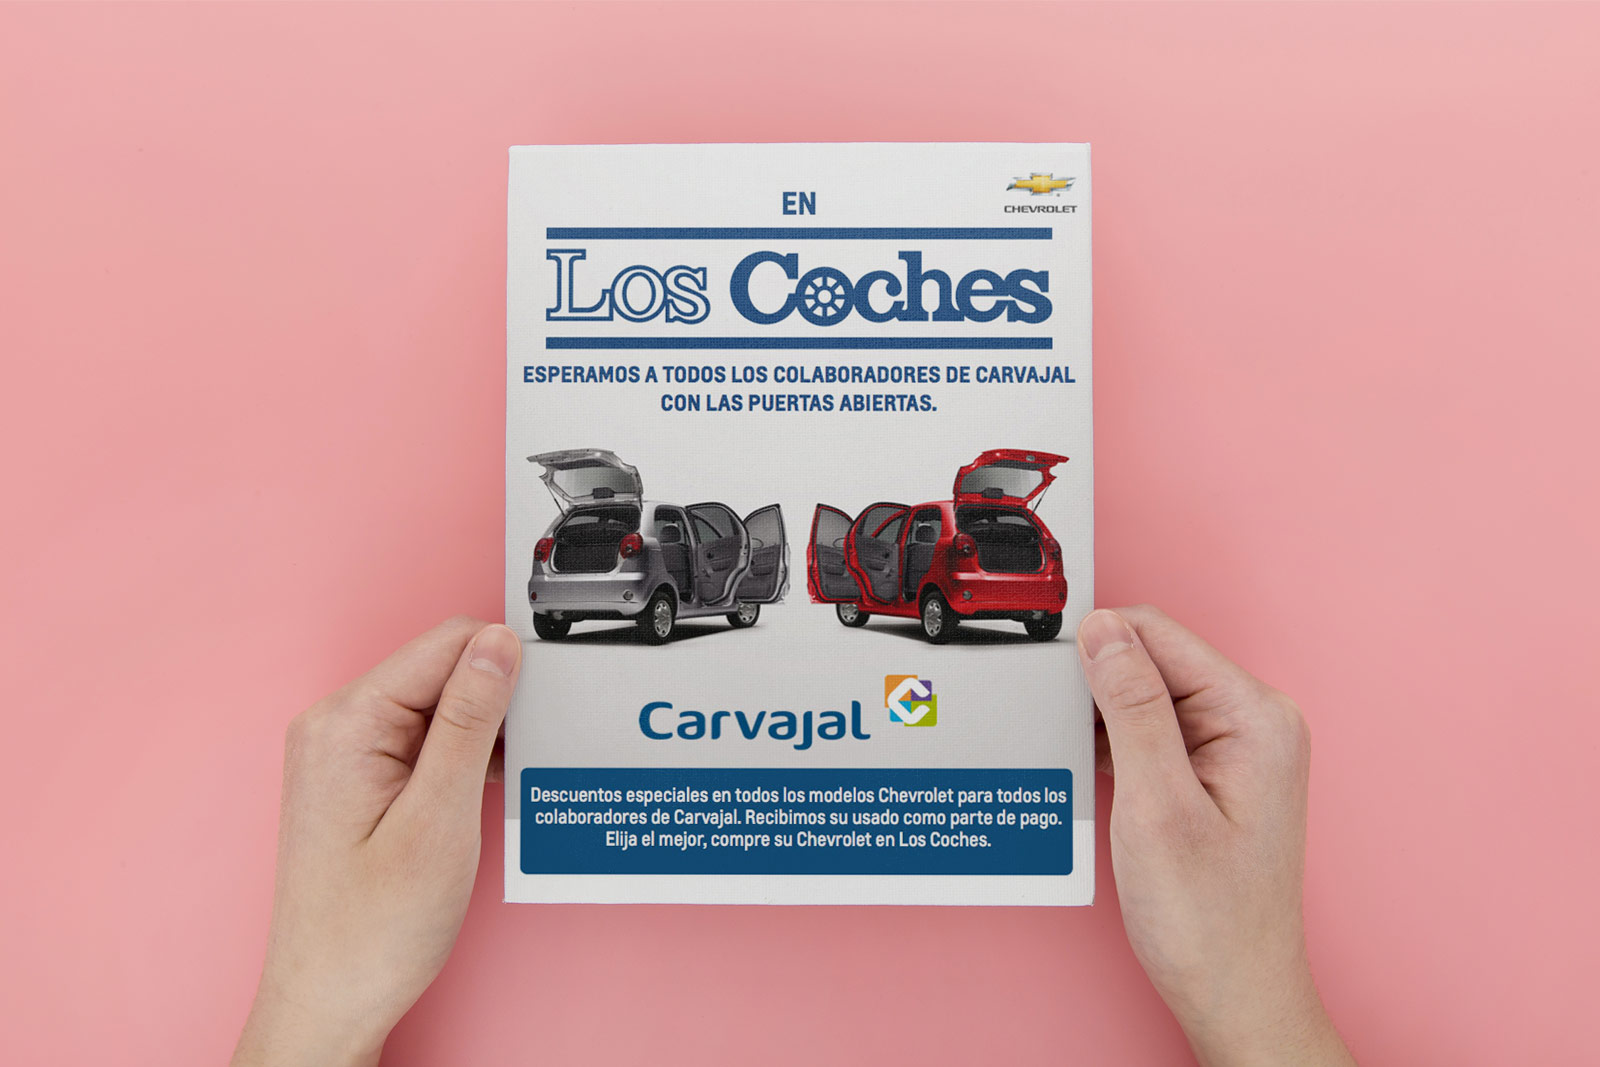 EN
CHEVROLET
Los Coches
ESPERAMOS A TODOS LOS COLABORADORES DE CARVAJAL
CON LAS PUERTAS ABIERTAS.
Carvajal
Descuentos especiales en todos los modelos Chevrolet para todos los
colaboradores de Carvajal. Recibimos su usado como parte de pago.
Elija el mejor, compre su Chevrolet en Los Coches.